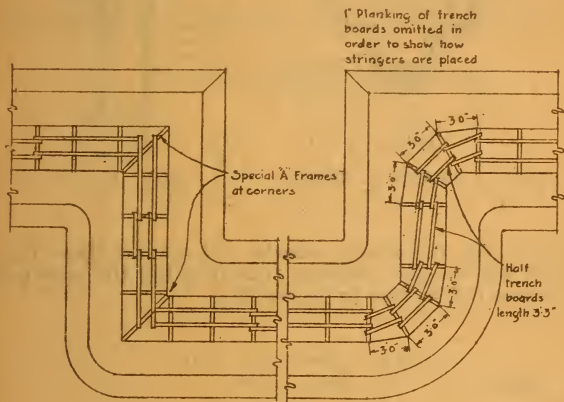 1" Planking of trench
boards omitted in
order to show how
stringers are placed
3'0"
3'0"
3'0"
Special "A" Frames
at corners
Half
trench
boards
length 3'3"
3'0"
3'0"
3'0"